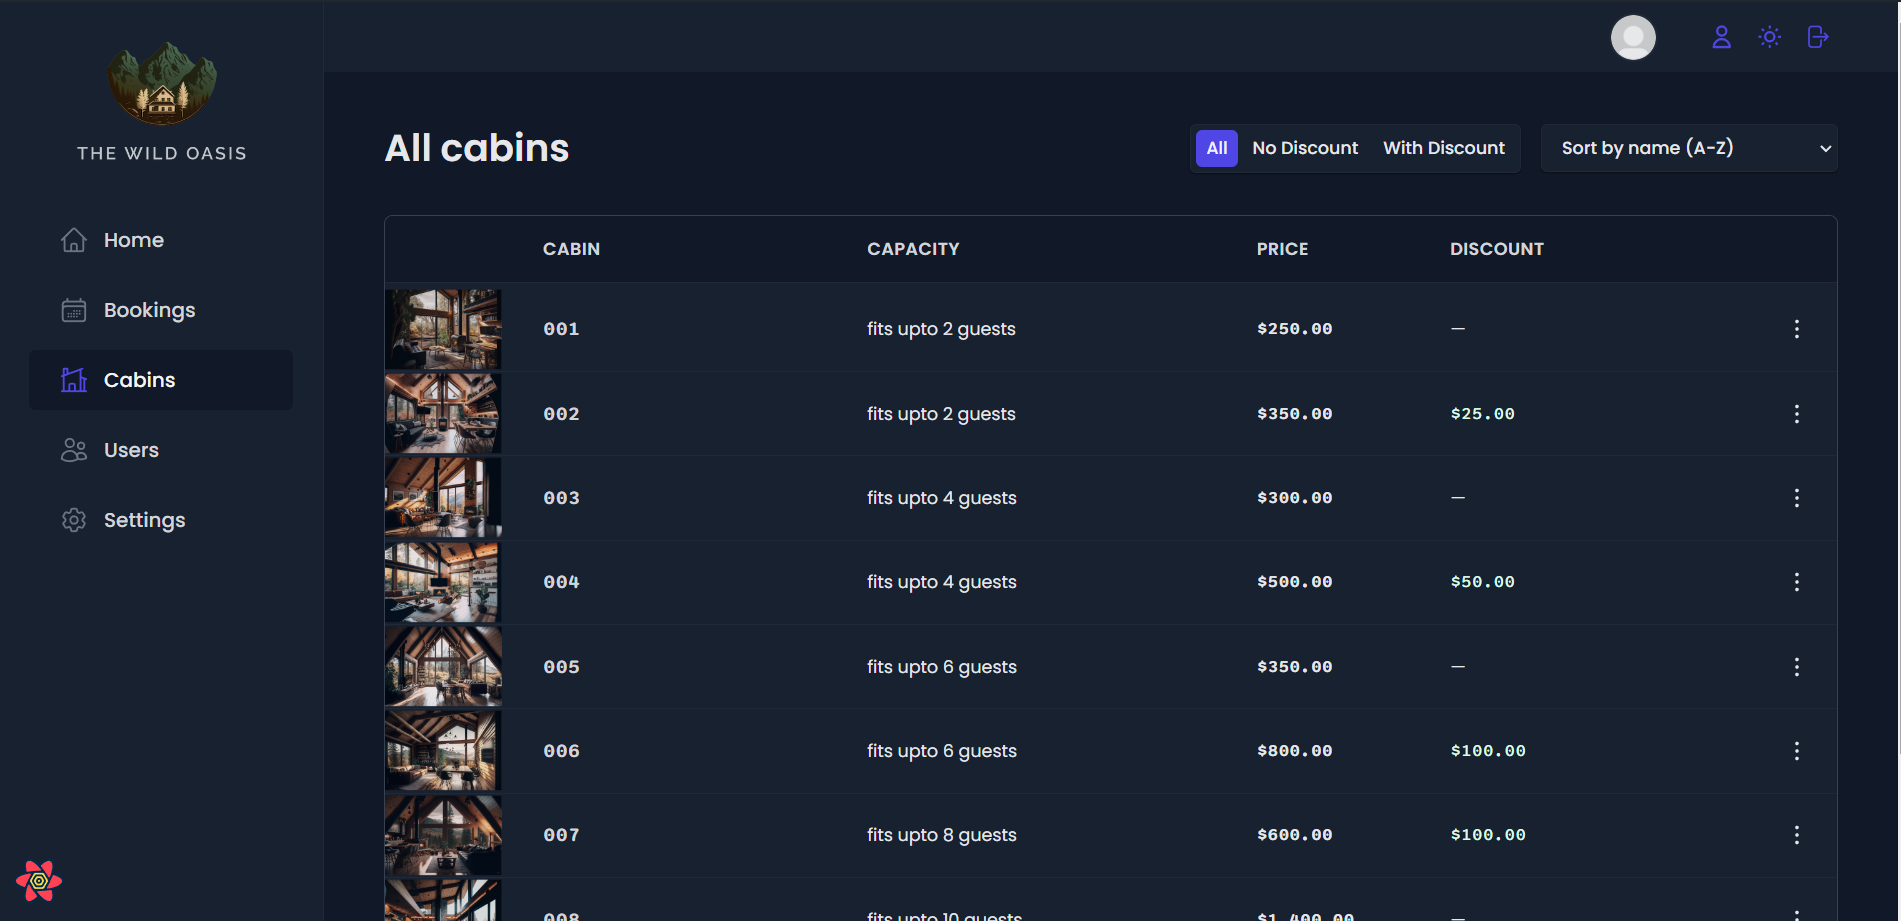 THE WILD OASIS
Home
Bookings
Cabins
Users
Settings
All cabins
All No Discount With Discount
Sort by name (A-Z)
CABIN CAPACITY PRICE DISCOUNT
001 fits upto 2 guests $250.00 —
002 fits upto 2 guests $350.00 $25.00
003 fits upto 4 guests $300.00 —
004 fits upto 4 guests $500.00 $50.00
005 fits upto 6 guests $350.00 —
006 fits upto 6 guests $800.00 $100.00
007 fits upto 8 guests $600.00 $100.00
008 fits upto 10 guests $1,400.00 —